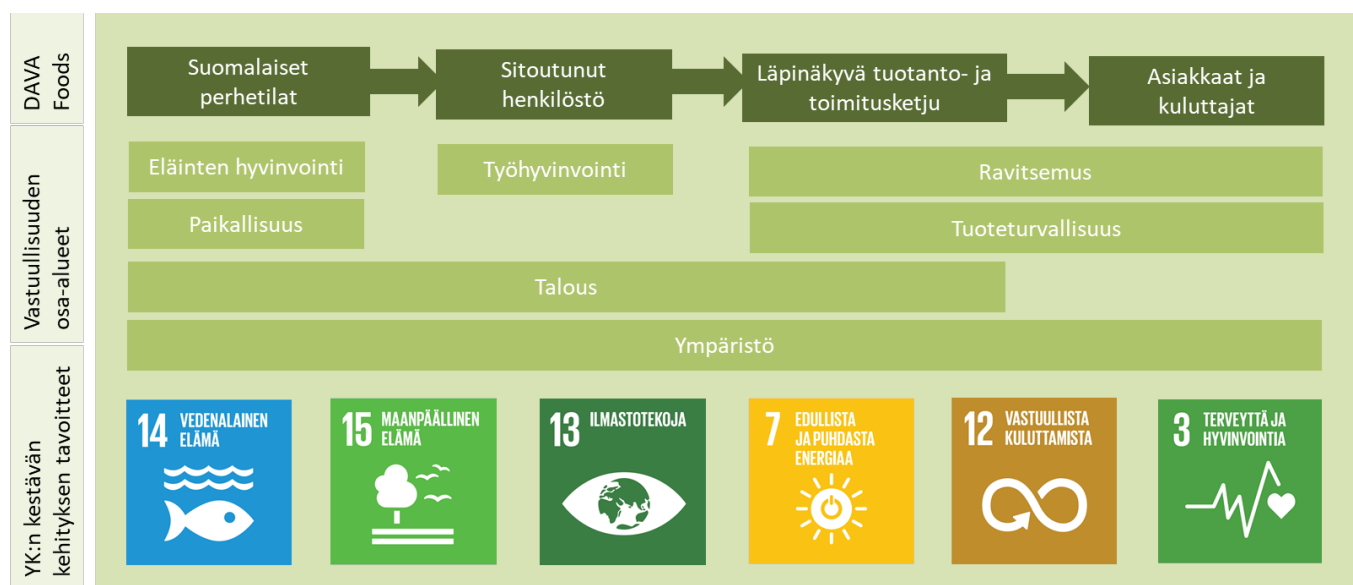 DAVA
Foods
Suomalaiset
perhetilat
Sitoutunut
henkilöstö
Läpinäkyvä tuotanto- ja
toimitusketju
Asiakkaat ja
kuluttajat
Vastuullisuuden
osa-alueet
Eläinten hyvinvointi
Työhyvinvointi
Ravitsemus
Paikallisuus
Tuoteturvallisuus
Talous
Ympäristö
YK:n kestävän
kehityksen tavoitteet
14 VEDENALAINEN
ELÄMÄ
15 MAANPÄÄLLINEN
ELÄMÄ
13 ILMASTOTEKOJA
7 EDULLISTA
JA PUHDASTA
ENERGIAA
12 VASTUULLISTA
KULUTTAMISTA
3 TERVEYTTÄ JA
HYVINVOINTIA